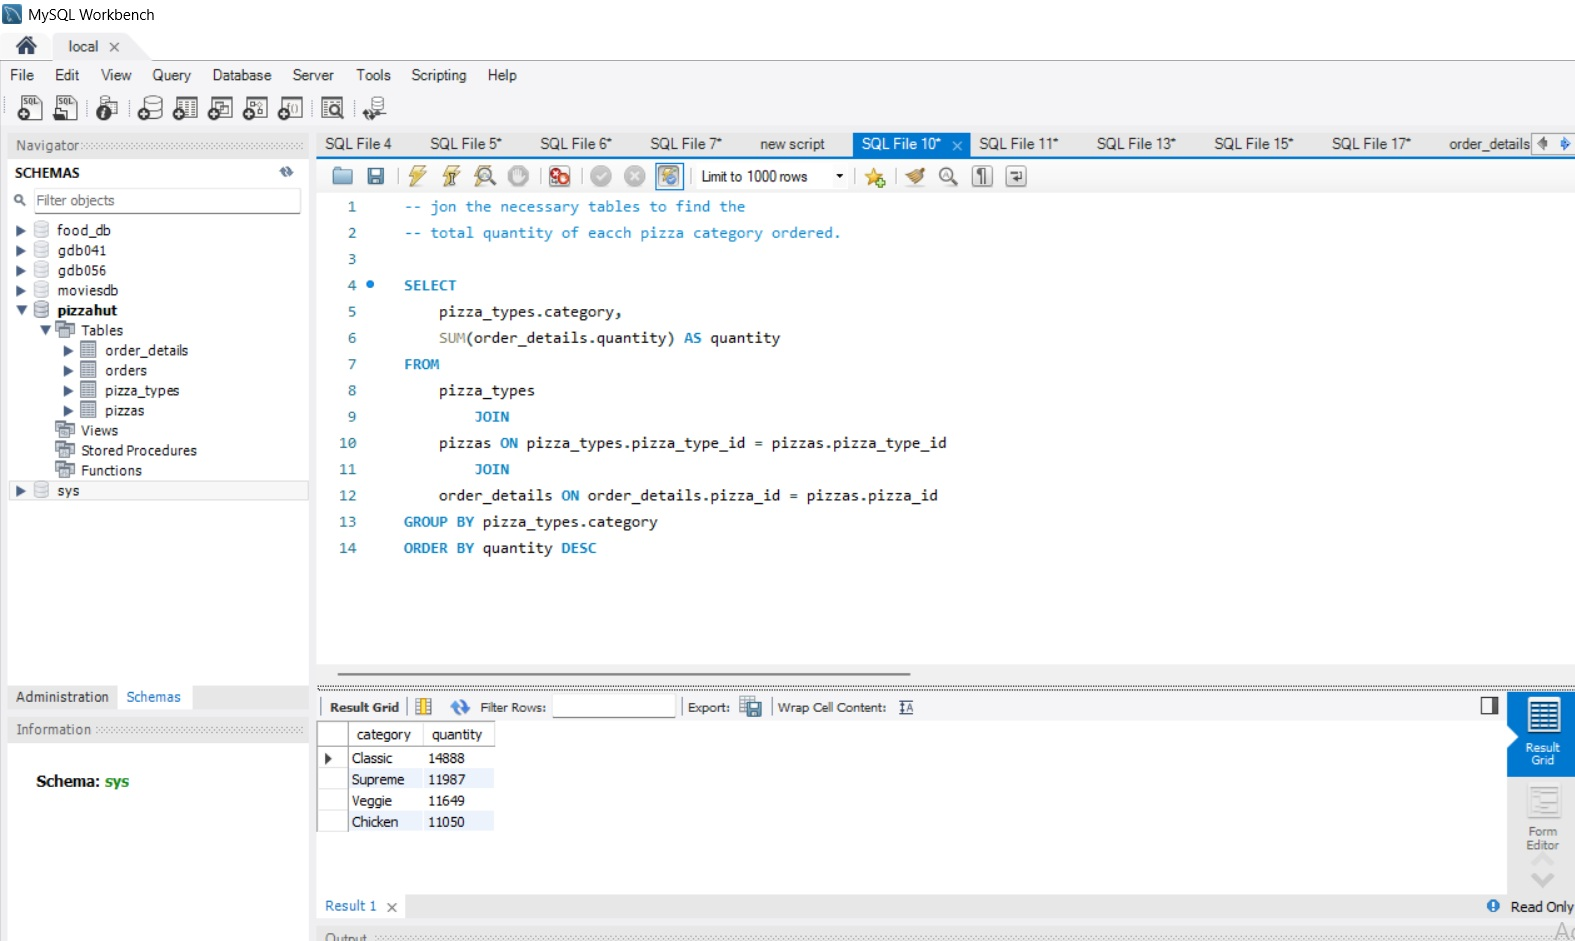 MySQL Workbench
local
File Edit View Query Database Server Tools Scripting Help
Navigator
SCHEMAS
Filter objects
food_db
gdb041
gdb056
moviesdb
pizzahut
Tables
order_details
orders
pizza_types
pizzas
Views
Stored Procedures
Functions
sys
Administration Schemas
Information
Schema: sys
SQL File 4 SQL File 5* SQL File 6* SQL File 7* new script SQL File 10* SQL File 11* SQL File 13* SQL File 15* SQL File 17* order_details
Limit to 1000 rows
1 -- jon the necessary tables to find the
2 -- total quantity of eacch pizza category ordered.
3
4 SELECT
5 pizza_types.category,
6 SUM(order_details.quantity) AS quantity
7 FROM
8 pizza_types
9 JOIN
10 pizzas ON pizza_types.pizza_type_id = pizzas.pizza_type_id
11 JOIN
12 order_details ON order_details.pizza_id = pizzas.pizza_id
13 GROUP BY pizza_types.category
14 ORDER BY quantity DESC
Result Grid Filter Rows: Export: Wrap Cell Content:
category quantity
Classic 14888
Supreme 11987
Veggie 11649
Chicken 11050
Result
Grid
Form
Editor
Result 1
Read Only
Output